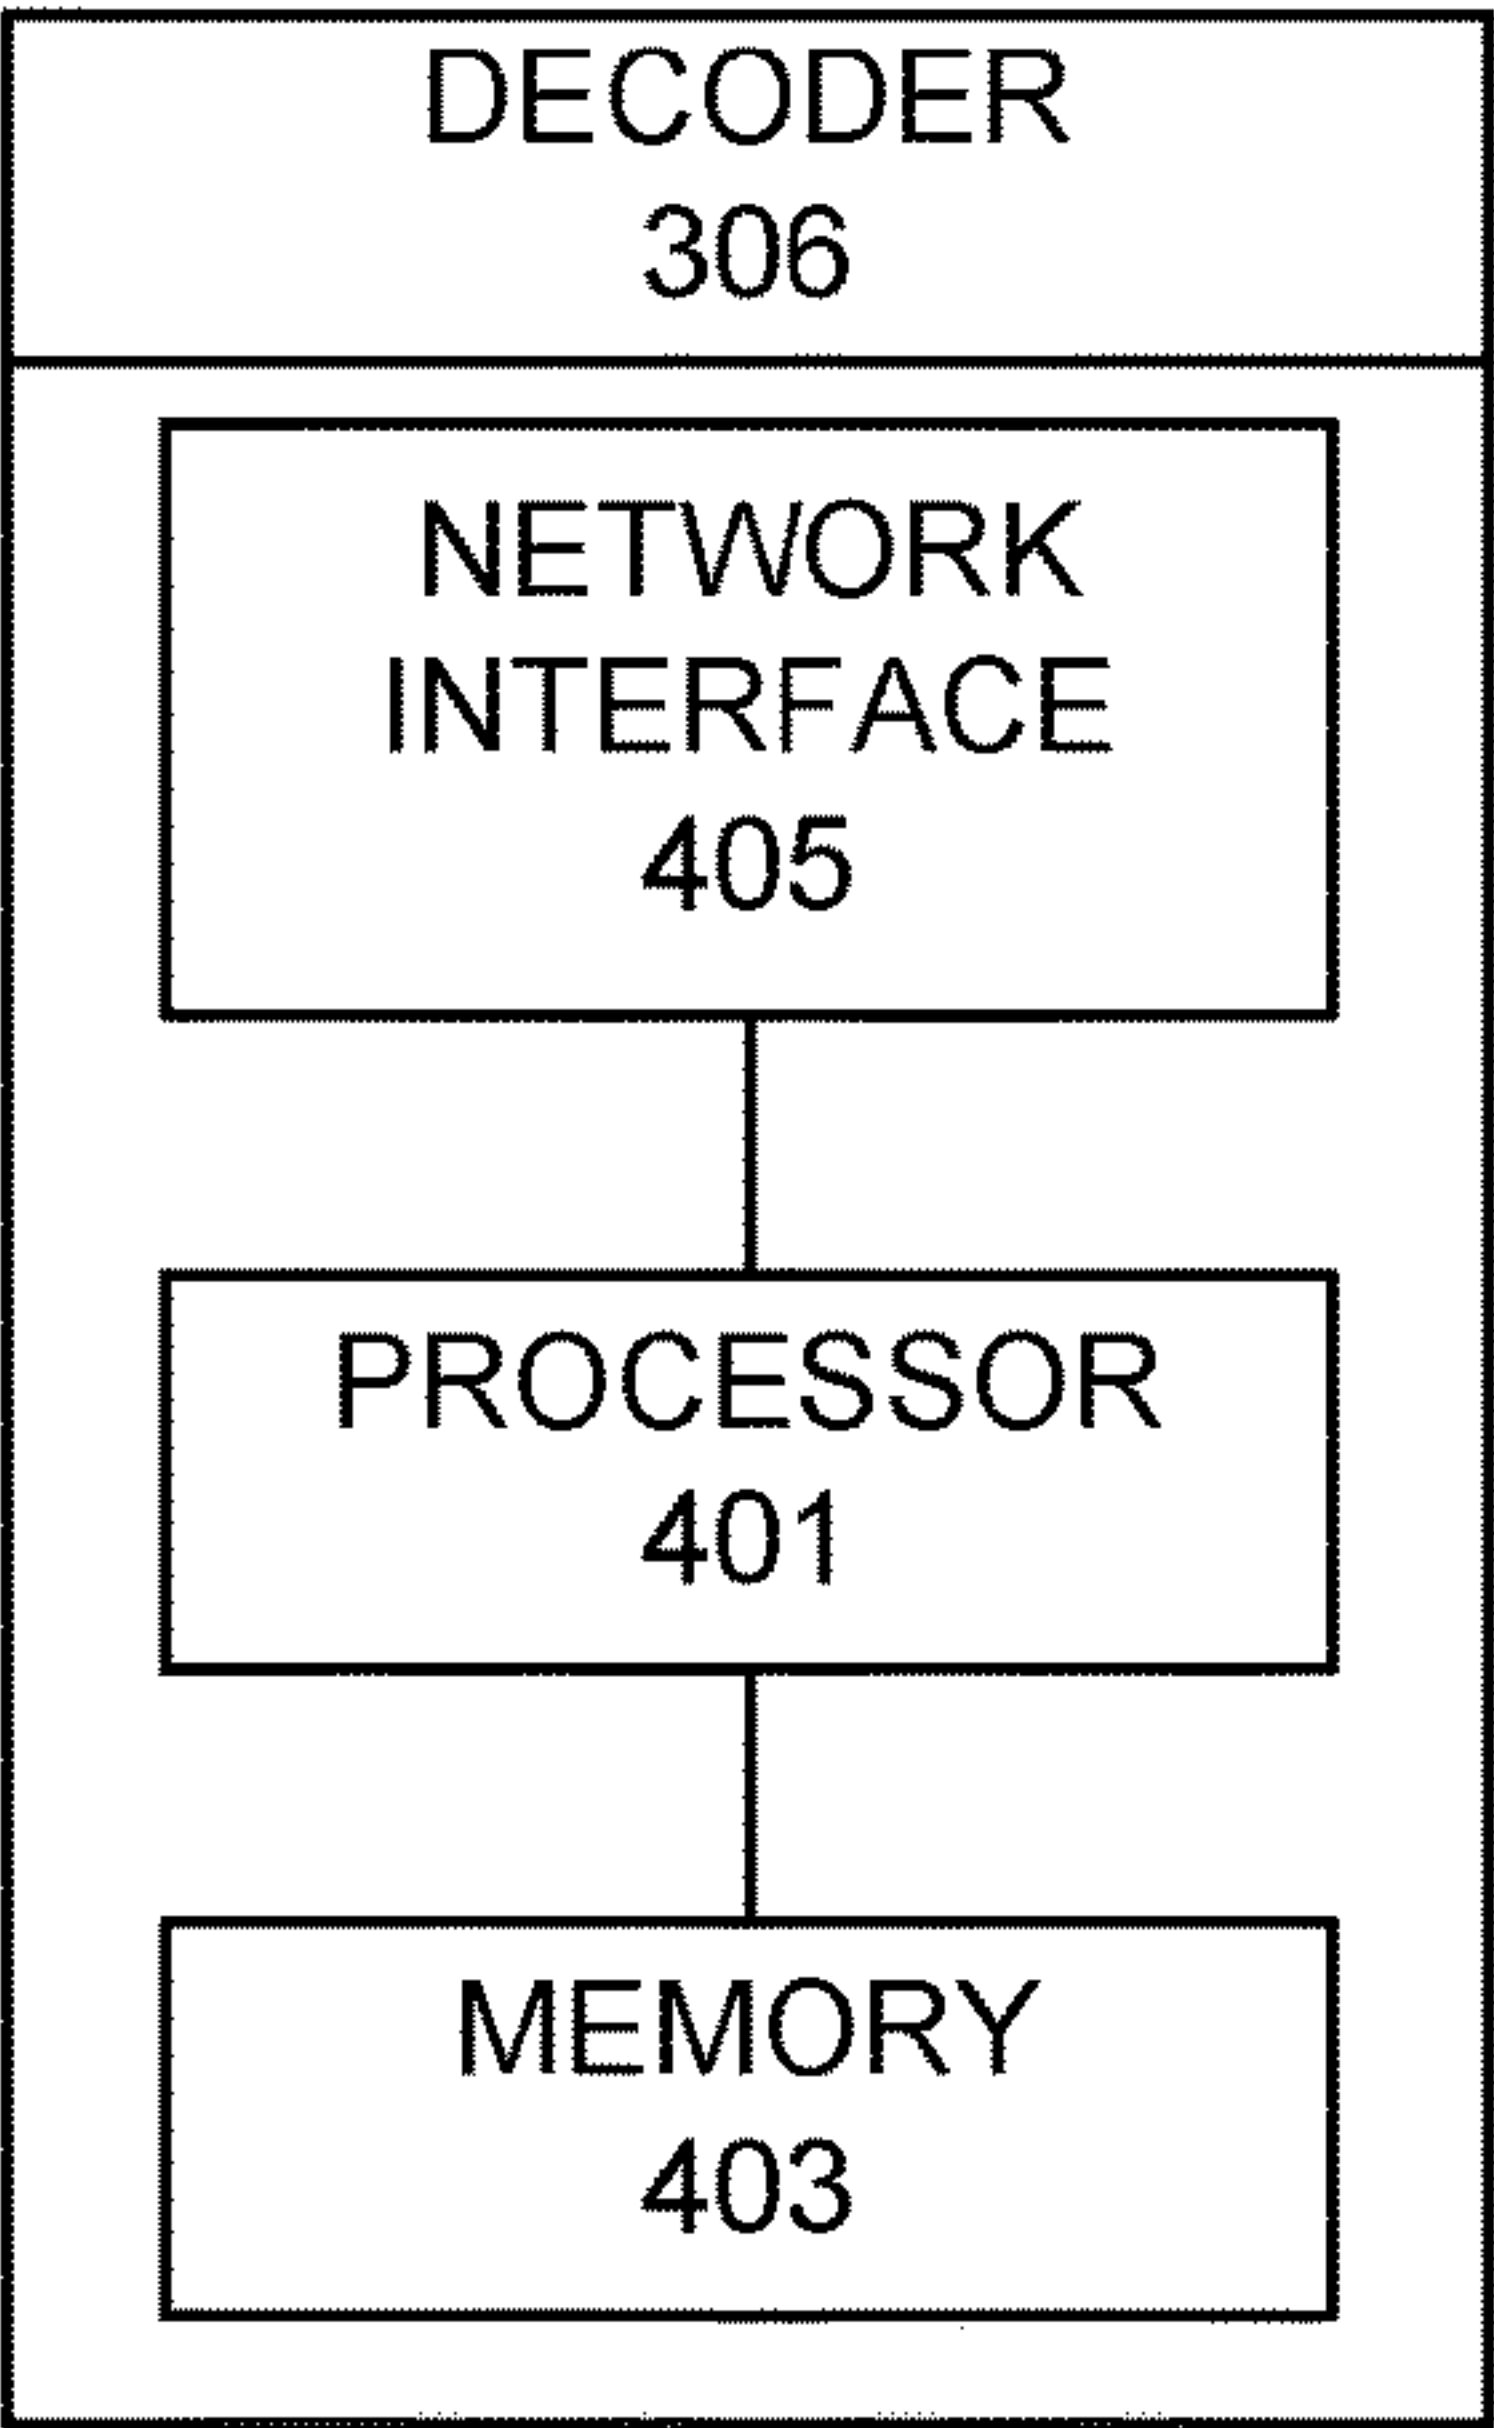 DECODER
306
NETWORK
INTERFACE
405
PROCESSOR
401
MEMORY
403